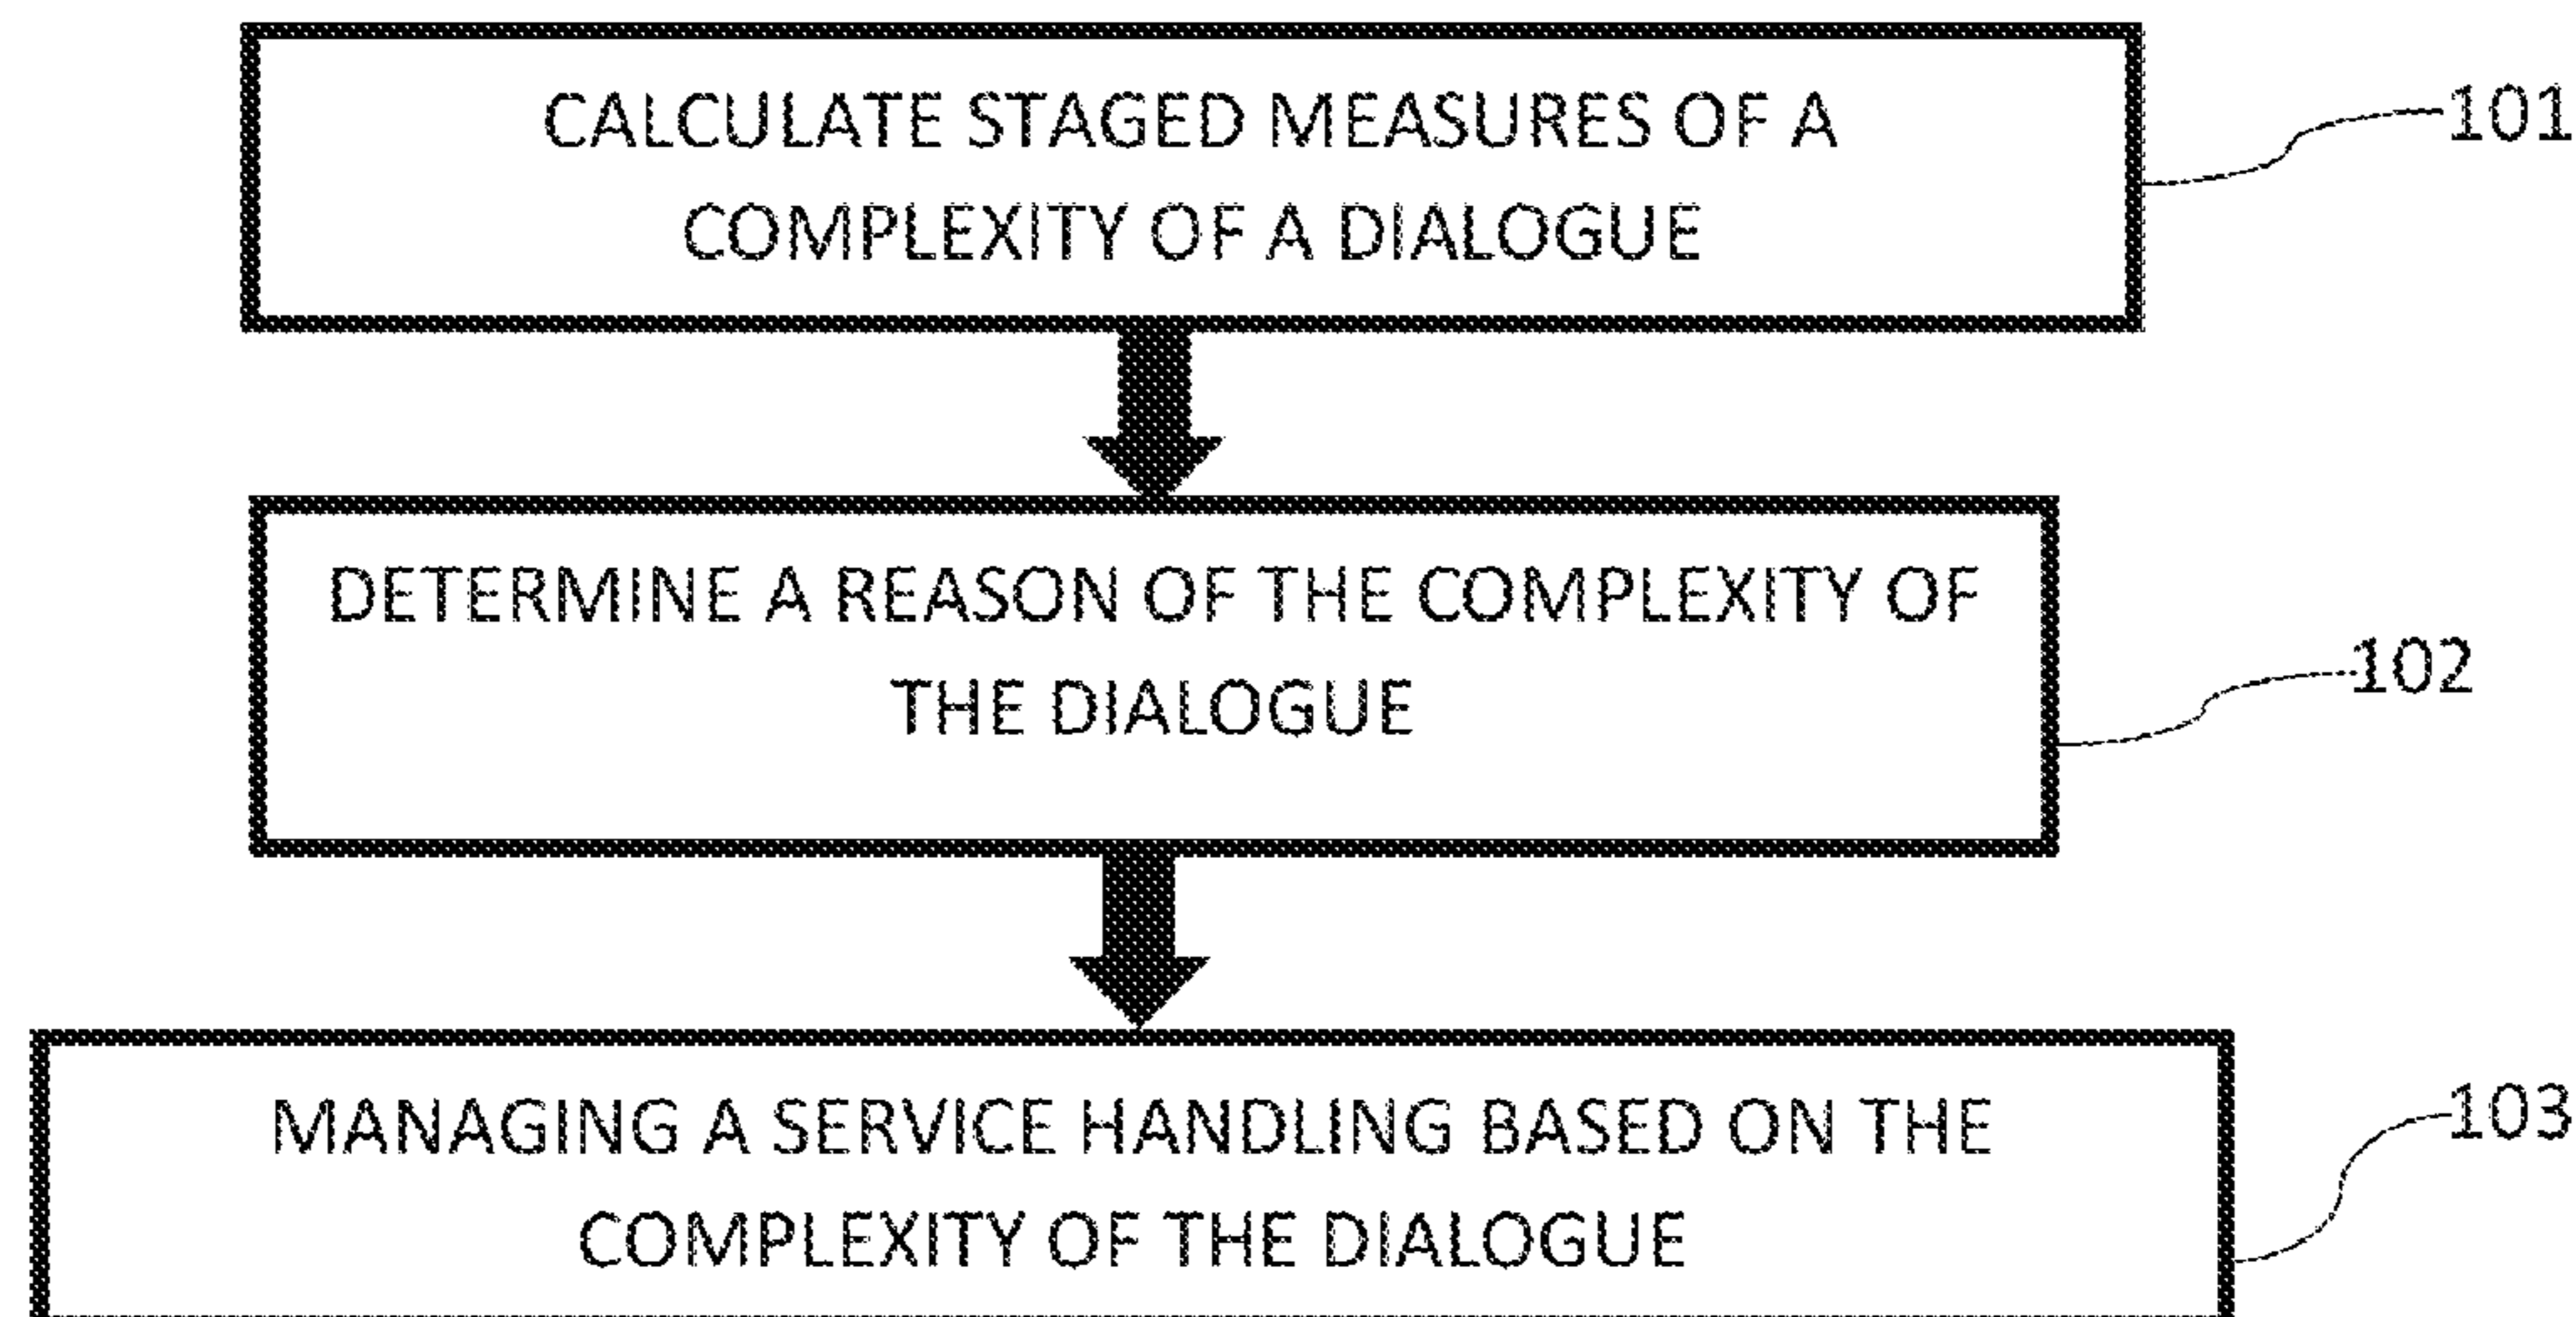 CALCULATE STAGED MEASURES OF A
COMPLEXITY OF A DIALOGUE
101
DETERMINE A REASON OF THE COMPLEXITY OF
THE DIALOGUE
102
MANAGING A SERVICE HANDLING BASED ON THE
COMPLEXITY OF THE DIALOGUE
103